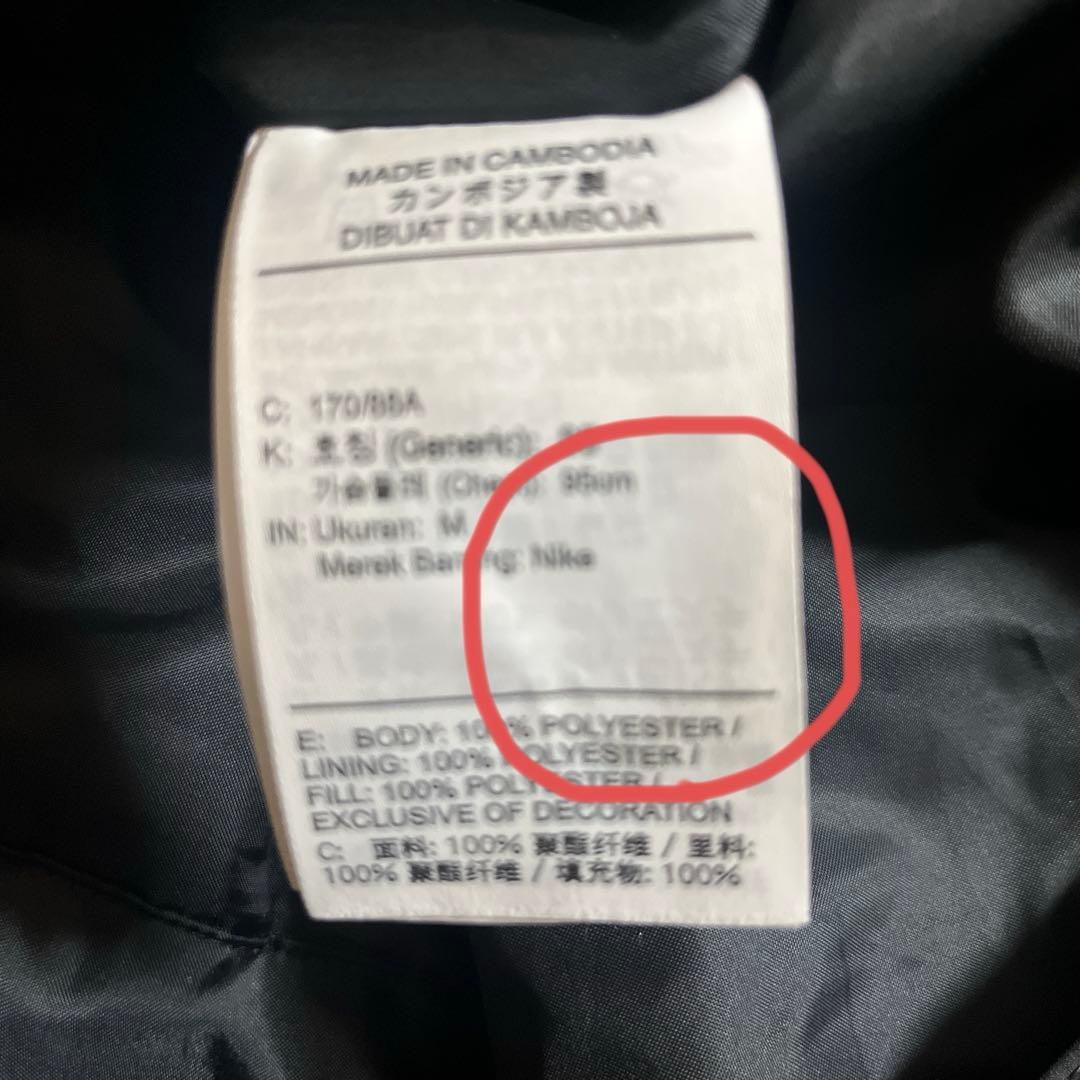 MADE IN CAMBODIA
カンボジア製
DIBUAT DI KAMBOJA
C: 170/88A
K: 호칭 (Generic):
가슴둘레 (Chest): 95cm
IN: Ukuran: M
Merek Barang: Nike
E: BODY: 100% POLYESTER /
LINING: 100% POLYESTER /
FILL: 100% POLYESTER /
EXCLUSIVE OF DECORATION
C: 面料: 100% 聚酯纤维 / 里料:
100% 聚酯纤维 / 填充物: 100%